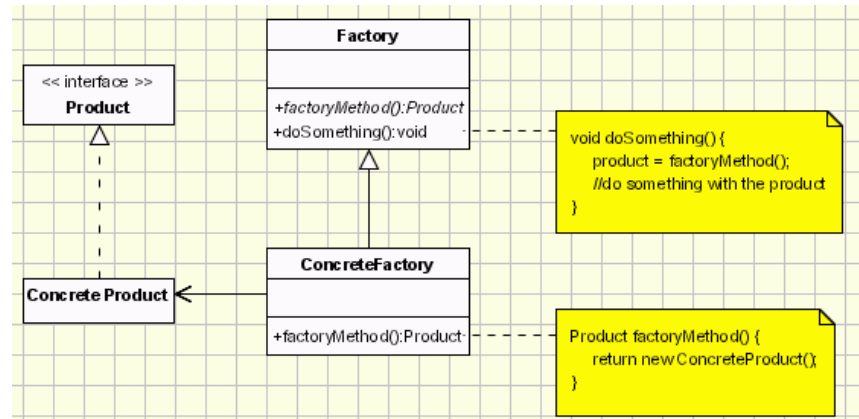 Factory
<< interface >>
Product
+factoryMethod():Product
+doSomething():void
void doSomething() {
product = factoryMethod();
//do something with the product
}
ConcreteFactory
Concrete Product
+factoryMethod():Product
Product factoryMethod() {
return new ConcreteProduct();
}